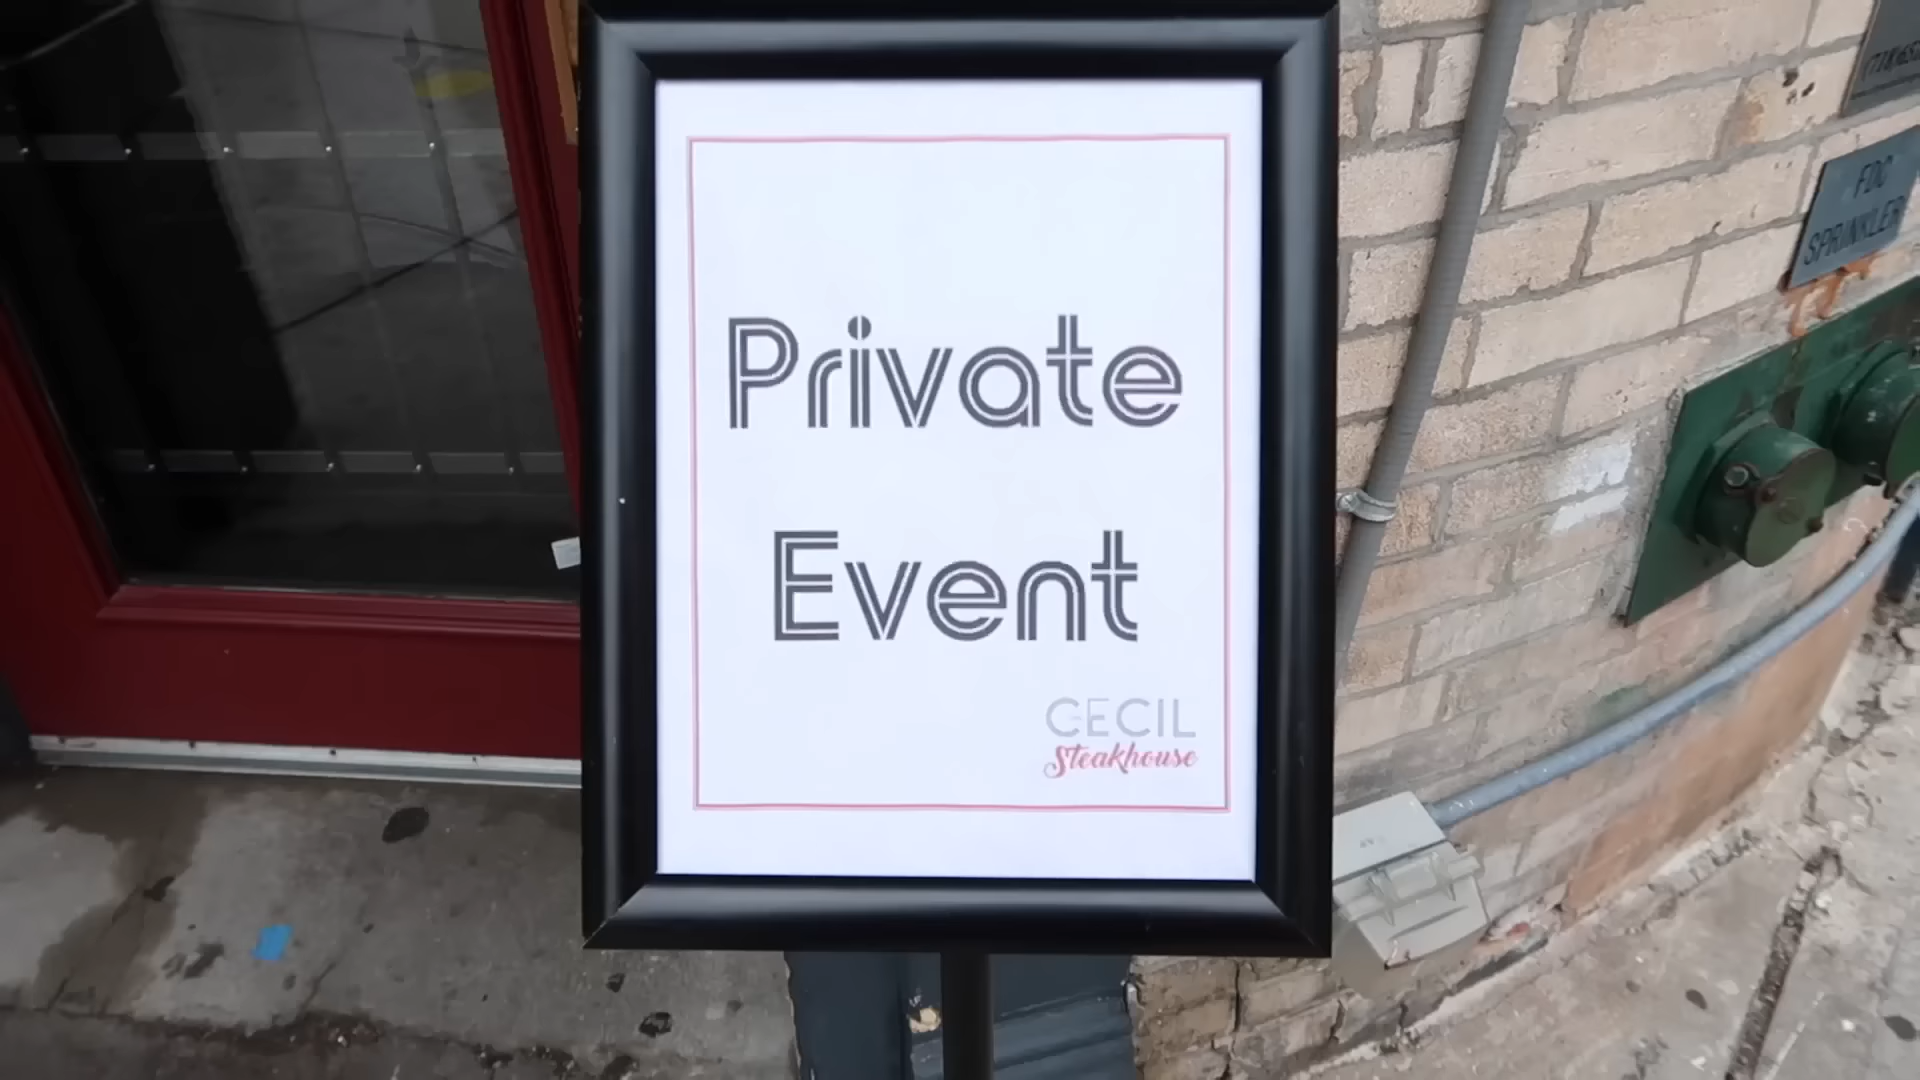 Private
Event
CECIL
Steakhouse
FDC
SPRINKLER